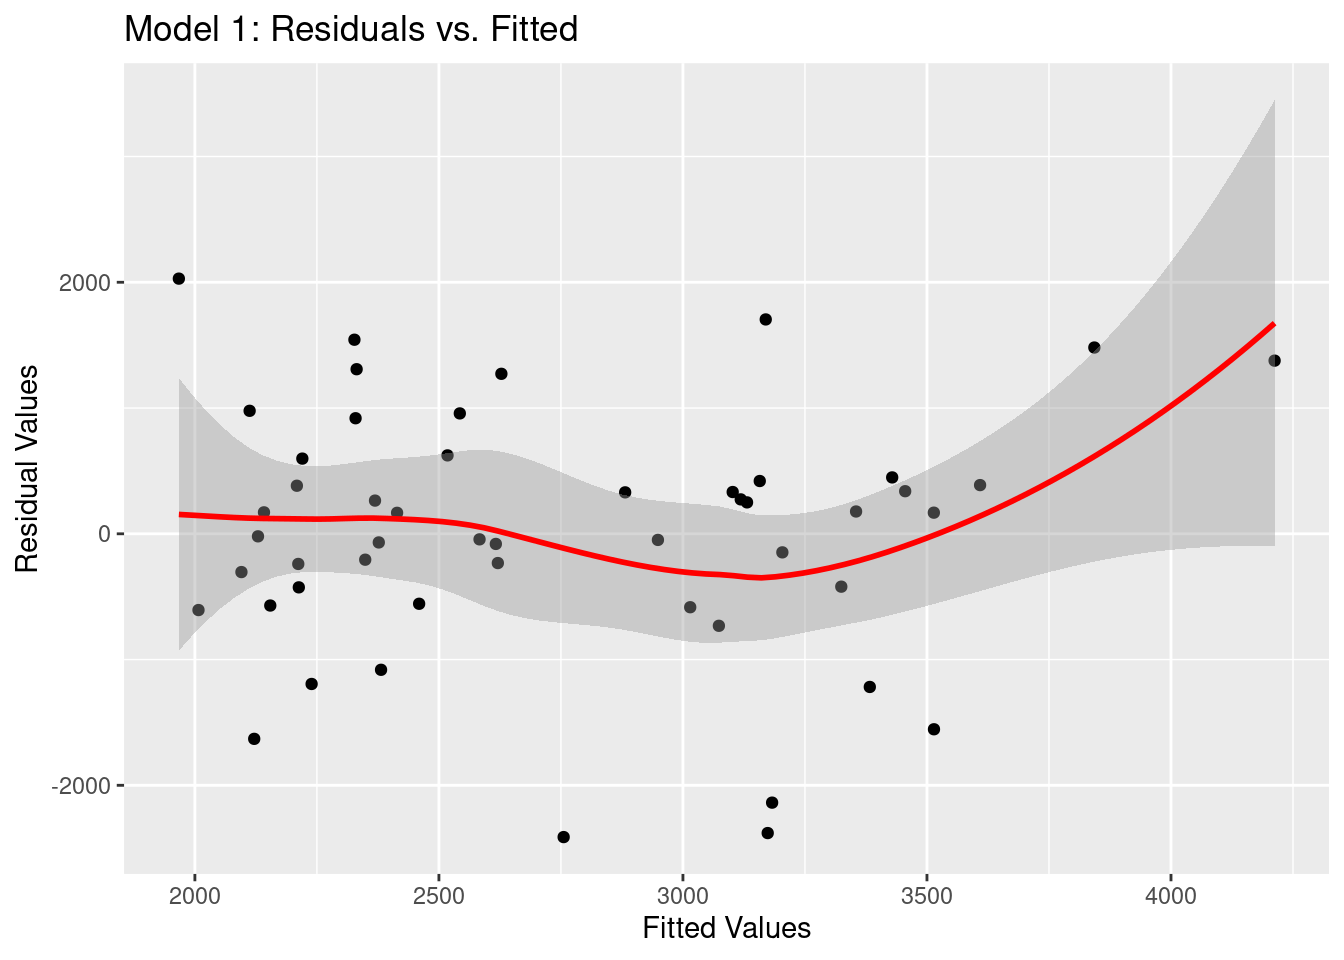 Model 1: Residuals vs. Fitted
Residual Values
2000
0
-2000
2000 2500 3000 3500 4000
Fitted Values